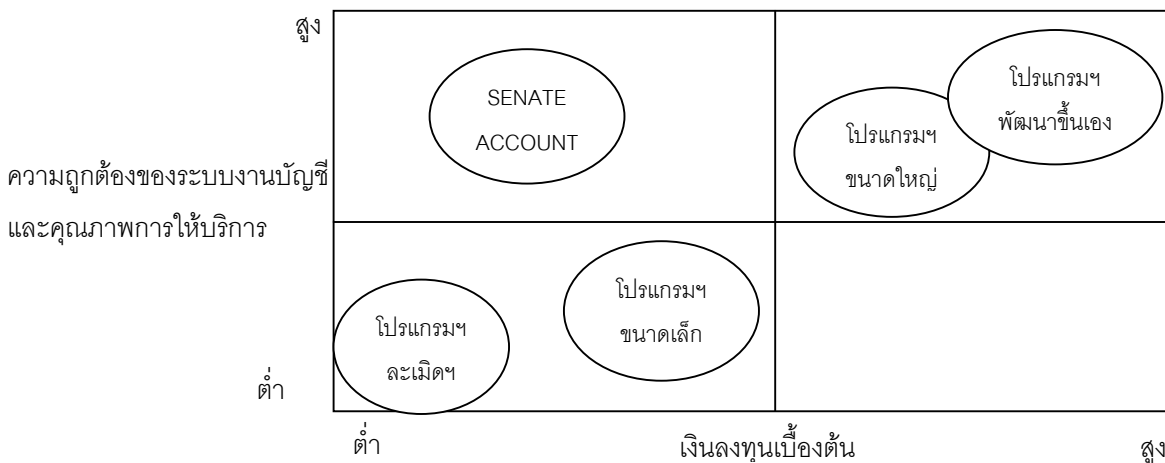 สูง
SENATE
ACCOUNT
โปรแกรมฯ
ขนาดใหญ่
โปรแกรมฯ
พัฒนาขึ้นเอง
ความถูกต้องของระบบงานบัญชี
และคุณภาพการให้บริการ
โปรแกรมฯ
ละเมิดฯ
โปรแกรมฯ
ขนาดเล็ก
ต่ำ
ต่ำ
เงินลงทุนเบื้องต้น
สูง